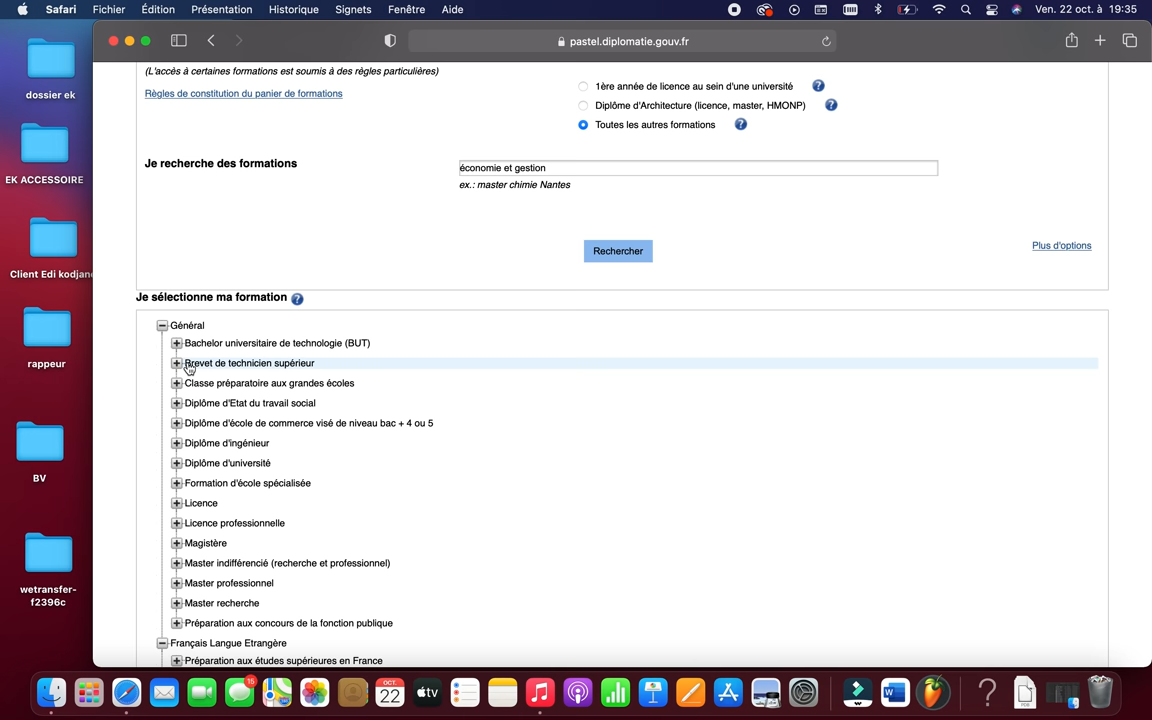 Safari Fichier Édition Présentation Historique Signets Fenêtre Aide Ven. 22 oct. à 19:35
pastel.diplomatie.gouv.fr
dossier ek
EK ACCESSOIRE
Client Edi kodjane
rappeur
BV
wetransfer-
f2396c
(L'accès à certaines formations est soumis à des règles particulières)
Règles de constitution du panier de formations
1ère année de licence au sein d'une université ?
Diplôme d'Architecture (licence, master, HMONP) ?
Toutes les autres formations ?
Je recherche des formations
économie et gestion
ex.: master chimie Nantes
Rechercher
Plus d'options
Je sélectionne ma formation ?
Général
Bachelor universitaire de technologie (BUT)
Brevet de technicien supérieur
Classe préparatoire aux grandes écoles
Diplôme d'Etat du travail social
Diplôme d'école de commerce visé de niveau bac + 4 ou 5
Diplôme d'ingénieur
Diplôme d'université
Formation d'école spécialisée
Licence
Licence professionnelle
Magistère
Master indifférencié (recherche et professionnel)
Master professionnel
Master recherche
Préparation aux concours de la fonction publique
Français Langue Etrangère
Préparation aux études supérieures en France
15
OCT.
22
tv
W
?